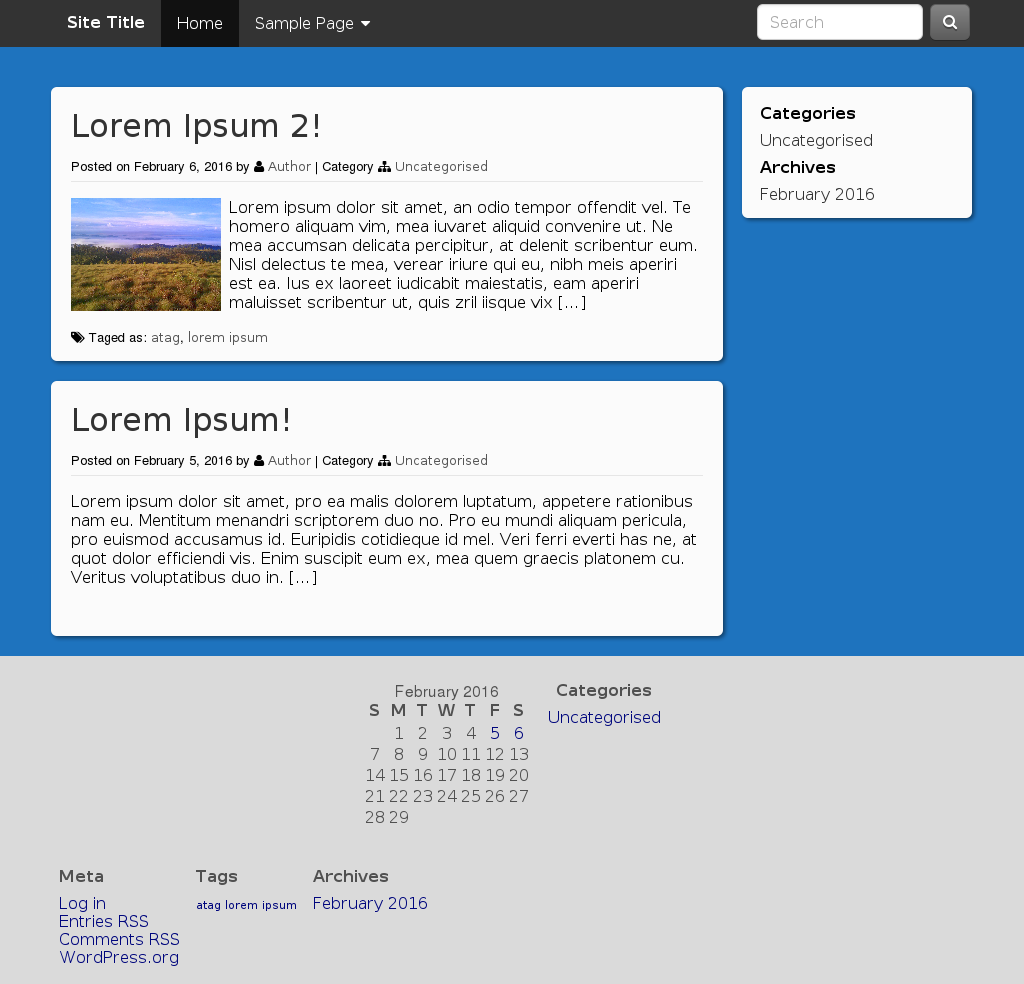 Site Title Home Sample Page Search
Lorem Ipsum 2!
Posted on February 6, 2016 by Author | Category Uncategorised
Lorem ipsum dolor sit amet, an odio tempor offendit vel. Te
homero aliquam vim, mea iuvaret aliquid convenire ut. Ne
mea accumsan delicata percipitur, at delenit scribentur eum.
Nisl delectus te mea, verear iriure qui eu, nibh meis aperiri
est ea. Ius ex laoreet iudicabit maiestatis, eam aperiri
maluisset scribentur ut, quis zril iisque vix […]
Taged as: atag, lorem ipsum
Categories
Uncategorised
Archives
February 2016
Lorem Ipsum!
Posted on February 5, 2016 by Author | Category Uncategorised
Lorem ipsum dolor sit amet, pro ea malis dolorem luptatum, appetere rationibus
nam eu. Mentitum menandri scriptorem duo no. Pro eu mundi aliquam pericula,
pro euismod accusamus id. Euripidis cotidieque id mel. Veri ferri everti has ne, at
quot dolor efficiendi vis. Enim suscipit eum ex, mea quem graecis platonem cu.
Veritus voluptatibus duo in. […]
February 2016
S M T W T F S
1 2 3 4 5 6
7 8 9 10 11 12 13
14 15 16 17 18 19 20
21 22 23 24 25 26 27
28 29
Categories
Uncategorised
Meta
Log in
Entries RSS
Comments RSS
WordPress.org
Tags
atag lorem ipsum
Archives
February 2016